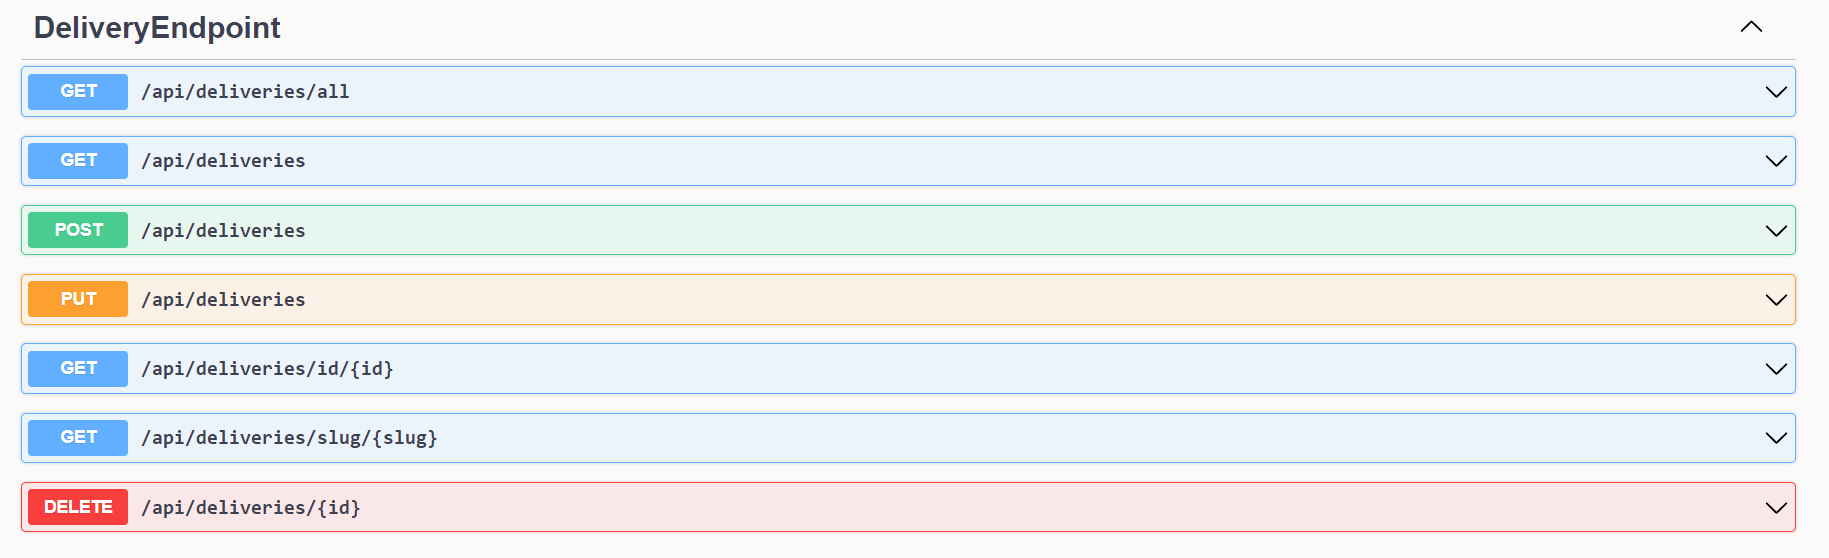 DeliveryEndpoint
GET /api/deliveries/all
GET /api/deliveries
POST /api/deliveries
PUT /api/deliveries
GET /api/deliveries/id/{id}
GET /api/deliveries/slug/{slug}
DELETE /api/deliveries/{id}